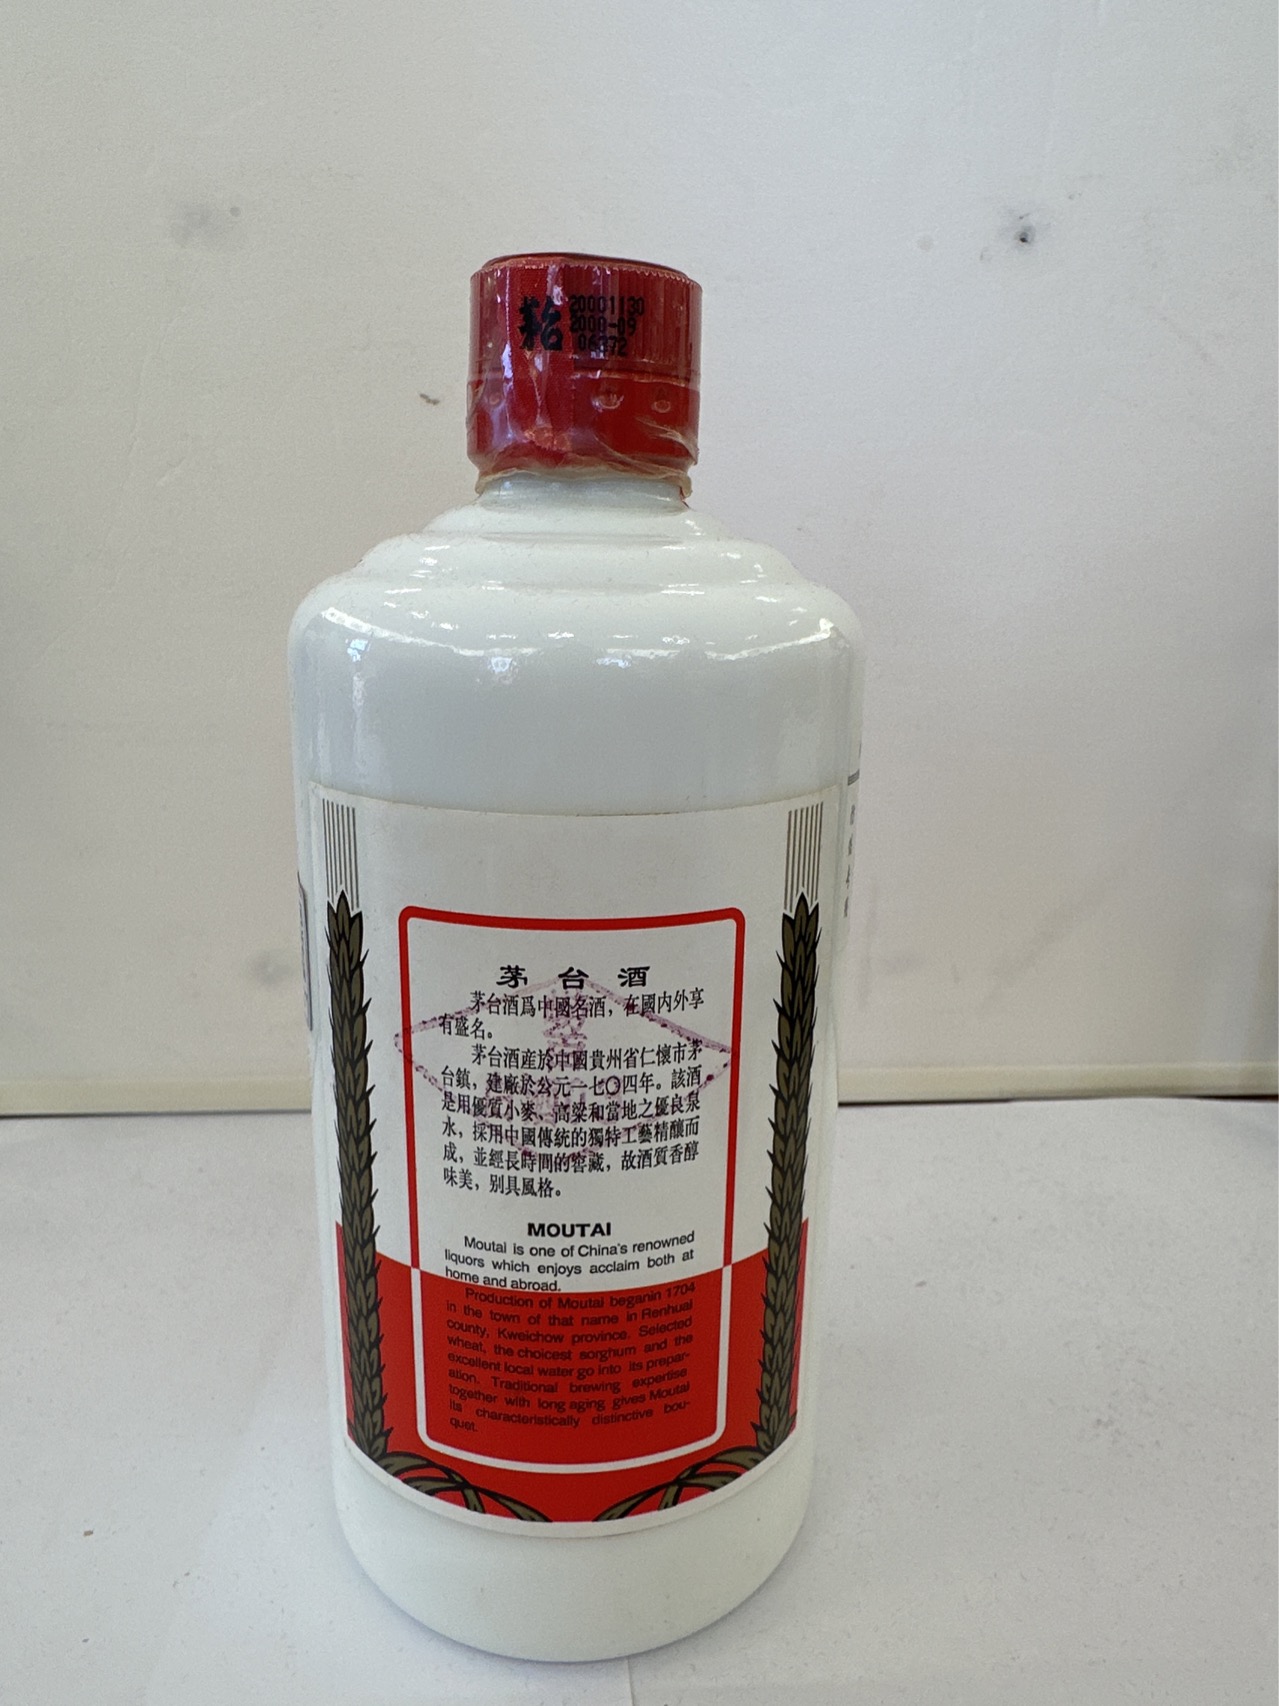 茅台
20001130
2000-09
06372
茅台酒
茅台酒爲中國名酒，在國内外享
有盛名。
茅台酒産於中國貴州省仁懷市茅
台鎮，建廠於公元一七〇四年。該酒
是用優質小麥、高粱和當地之優良泉
水，採用中國傳統的獨特工藝精釀而
成，並經長時間的窖藏，故酒質香醇
味美，别具風格。
MOUTAI
Moutai is one of China's renowned
liquors which enjoys acclaim both at
home and abroad.
Production of Moutai beganin 1704
in the town of that name in Renhuai
county, Kweichow province. Selected
wheat, the choicest sorghum and the
excellent local water go into its prepar-
ation. Traditional brewing expertise
together with long aging gives Moutai
its characteristically distinctive bou-
quet.